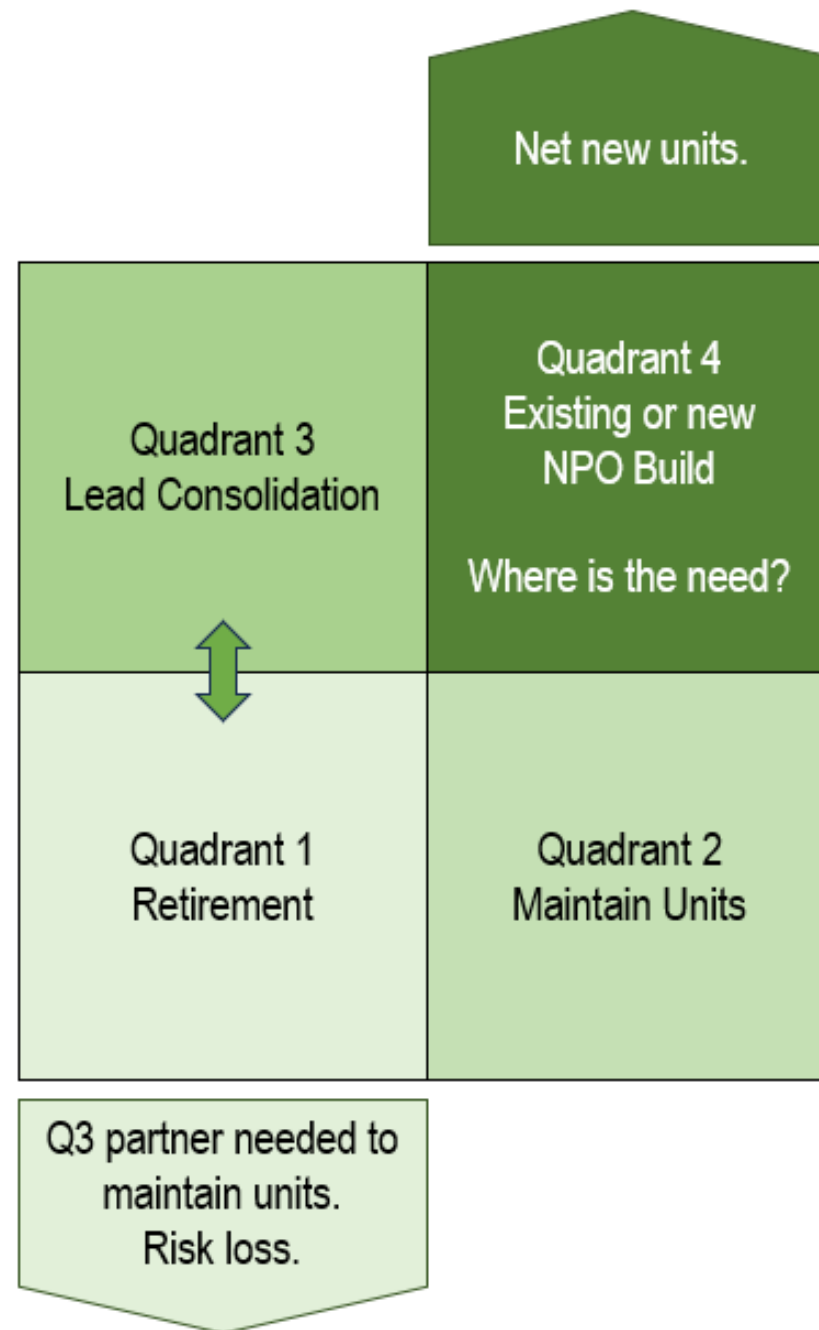 Net new units.
Quadrant 3
Lead Consolidation
Quadrant 4
Existing or new
NPO Build
Where is the need?
Quadrant 1
Retirement
Quadrant 2
Maintain Units
Q3 partner needed to
maintain units.
Risk loss.